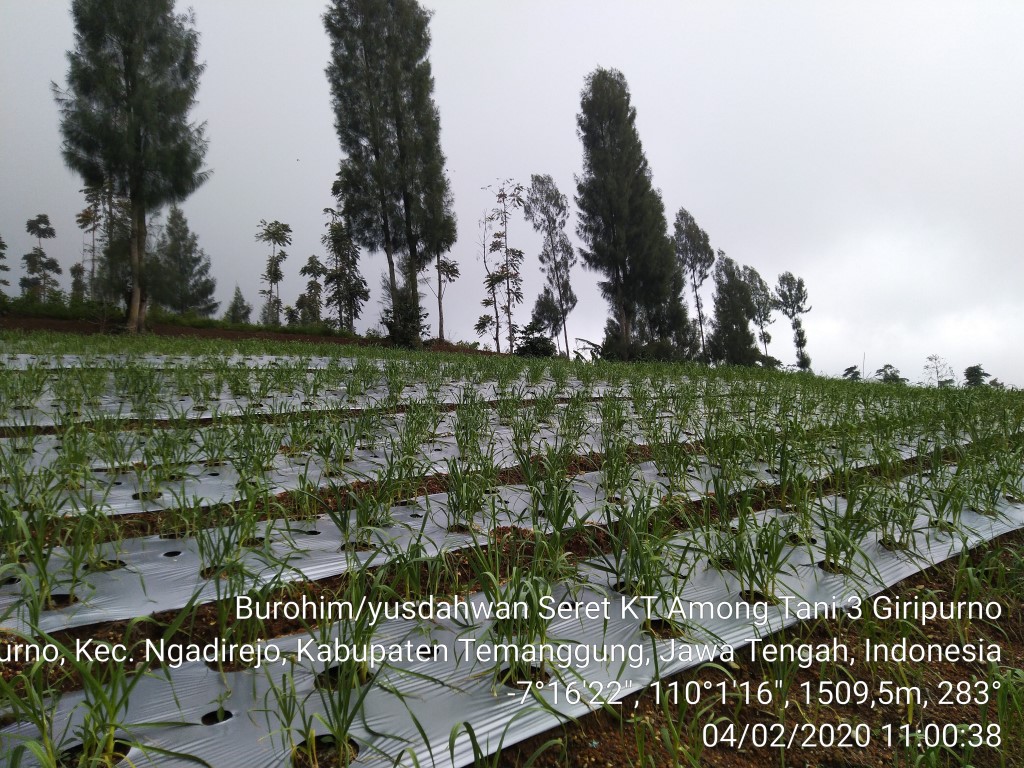 Burohim/yusdahwan Seret KT Among Tani 3 Giripurno
urno, Kec. Ngadirejo, Kabupaten Temanggung, Jawa Tengah, Indonesia
-7°16'22", 110°1'16", 1509,5m, 283°
04/02/2020 11:00:38